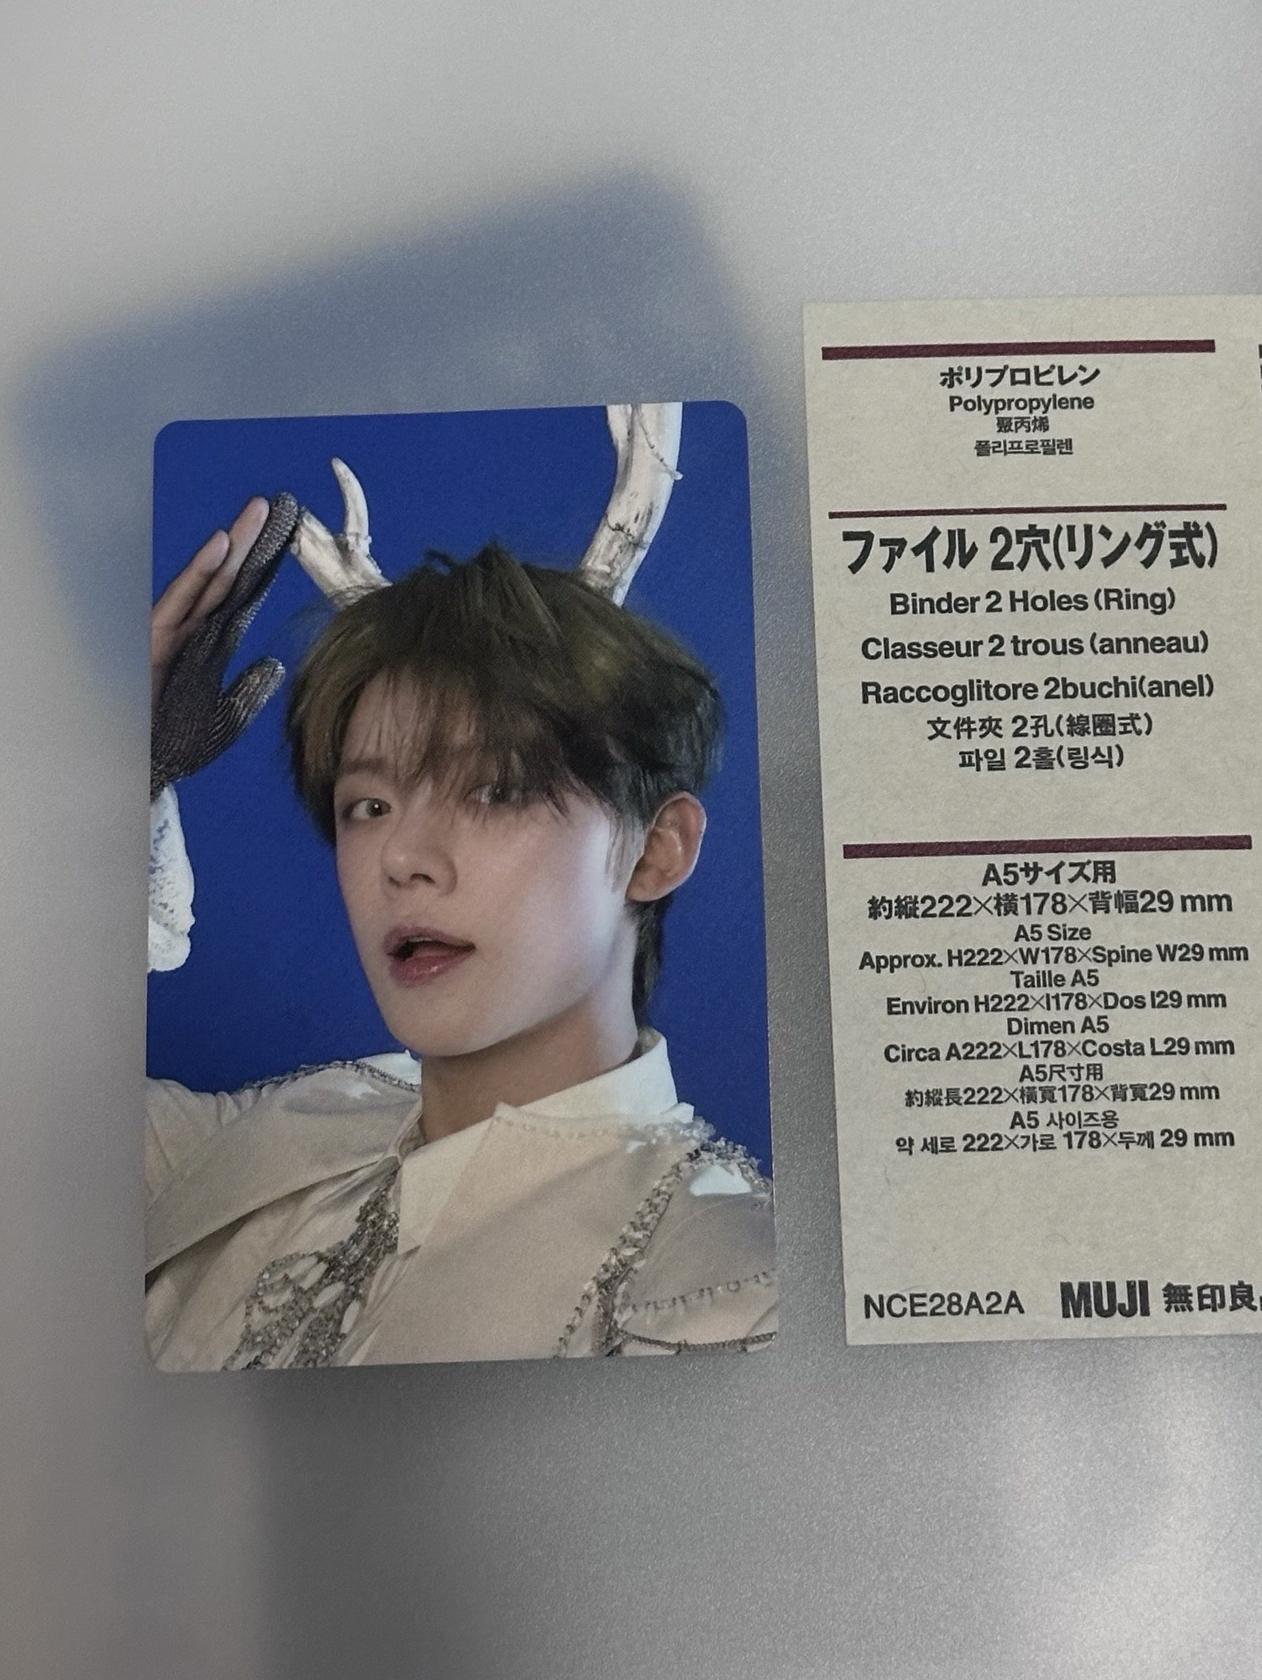 ポリプロピレン
Polypropylene
聚丙烯
폴리프로필렌
ファイル 2穴(リング式)
Binder 2 Holes (Ring)
Classeur 2 trous (anneau)
Raccoglitore 2buchi(anel)
文件夾 2孔(線圈式)
파일 2홀(링식)
A5サイズ用
約縦222×横178×背幅29 mm
A5 Size
Approx. H222×W178×Spine W29 mm
Taille A5
Environ H222×l178×Dos l29 mm
Dimen A5
Circa A222×L178×Costa L29 mm
A5尺寸用
約縱長222×橫寬178×背寬29 mm
A5 사이즈용
약 세로 222×가로 178×두께 29 mm
NCE28A2A MUJI 無印良